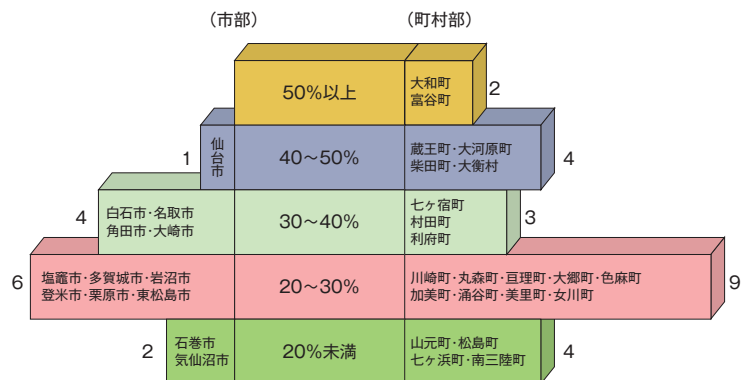 （市部） （町村部）
50%以上
大和町
富谷町
2
1
仙台市
40～50%
蔵王町・大河原町
柴田町・大衡村
4
4
白石市・名取市
角田市・大崎市
30～40%
七ヶ宿町
村田町
利府町
3
6
塩竈市・多賀城市・岩沼市
登米市・栗原市・東松島市
20～30%
川崎町・丸森町・亘理町・大郷町・色麻町
加美町・涌谷町・美里町・女川町
9
2
石巻市
気仙沼市
20%未満
山元町・松島町
七ヶ浜町・南三陸町
4